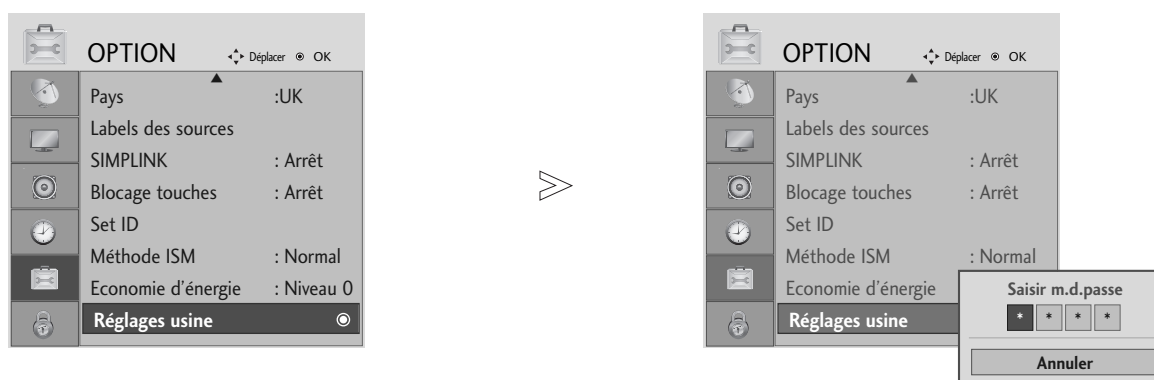 OPTION Déplacer OK
Pays :UK
Labels des sources
SIMPLINK : Arrêt
Blocage touches : Arrêt
Set ID
Méthode ISM : Normal
Economie d'énergie : Niveau 0
Réglages usine
OPTION Déplacer OK
Pays :UK
Labels des sources
SIMPLINK : Arrêt
Blocage touches : Arrêt
Set ID
Méthode ISM : Normal
Economie d'énergie
Réglages usine
Saisir m.d.passe
* * * *
Annuler